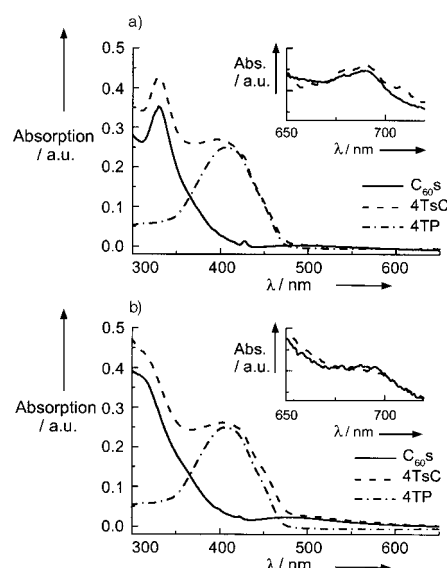 a)
0.5
0.4
0.3
0.2
0.1
0.0
Absorption
/ a.u.
Abs.
/ a.u.
650
700
λ / nm
C60s
4TsC
4TP
300
400
500
600
λ / nm
b)
0.5
0.4
0.3
0.2
0.1
0.0
Absorption
/ a.u.
Abs.
/ a.u.
650
700
λ / nm
C60s
4TsC
4TP
300
400
500
600
λ / nm